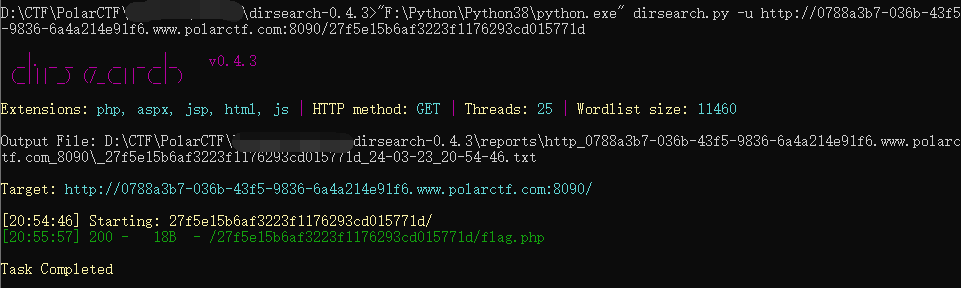 D:\CTF\PolarCTF\dirsearch-0.4.3>"F:\Python\Python38\python.exe" dirsearch.py -u http://0788a3b7-036b-43f5
-9836-6a4a214e91f6.www.polarctf.com:8090/27f5e15b6af3223f1176293cd015771d
dirsearch v0.4.3
Extensions: php, aspx, jsp, html, js | HTTP method: GET | Threads: 25 | Wordlist size: 11460
Output File: D:\CTF\PolarCTF\dirsearch-0.4.3\reports\http_0788a3b7-036b-43f5-9836-6a4a214e91f6.www.polarc
tf.com_8090\_27f5e15b6af3223f1176293cd015771d_24-03-23_20-54-46.txt
Target: http://0788a3b7-036b-43f5-9836-6a4a214e91f6.www.polarctf.com:8090/
[20:54:46] Starting: 27f5e15b6af3223f1176293cd015771d/
[20:55:57] 200 -   18B  - /27f5e15b6af3223f1176293cd015771d/flag.php
Task Completed